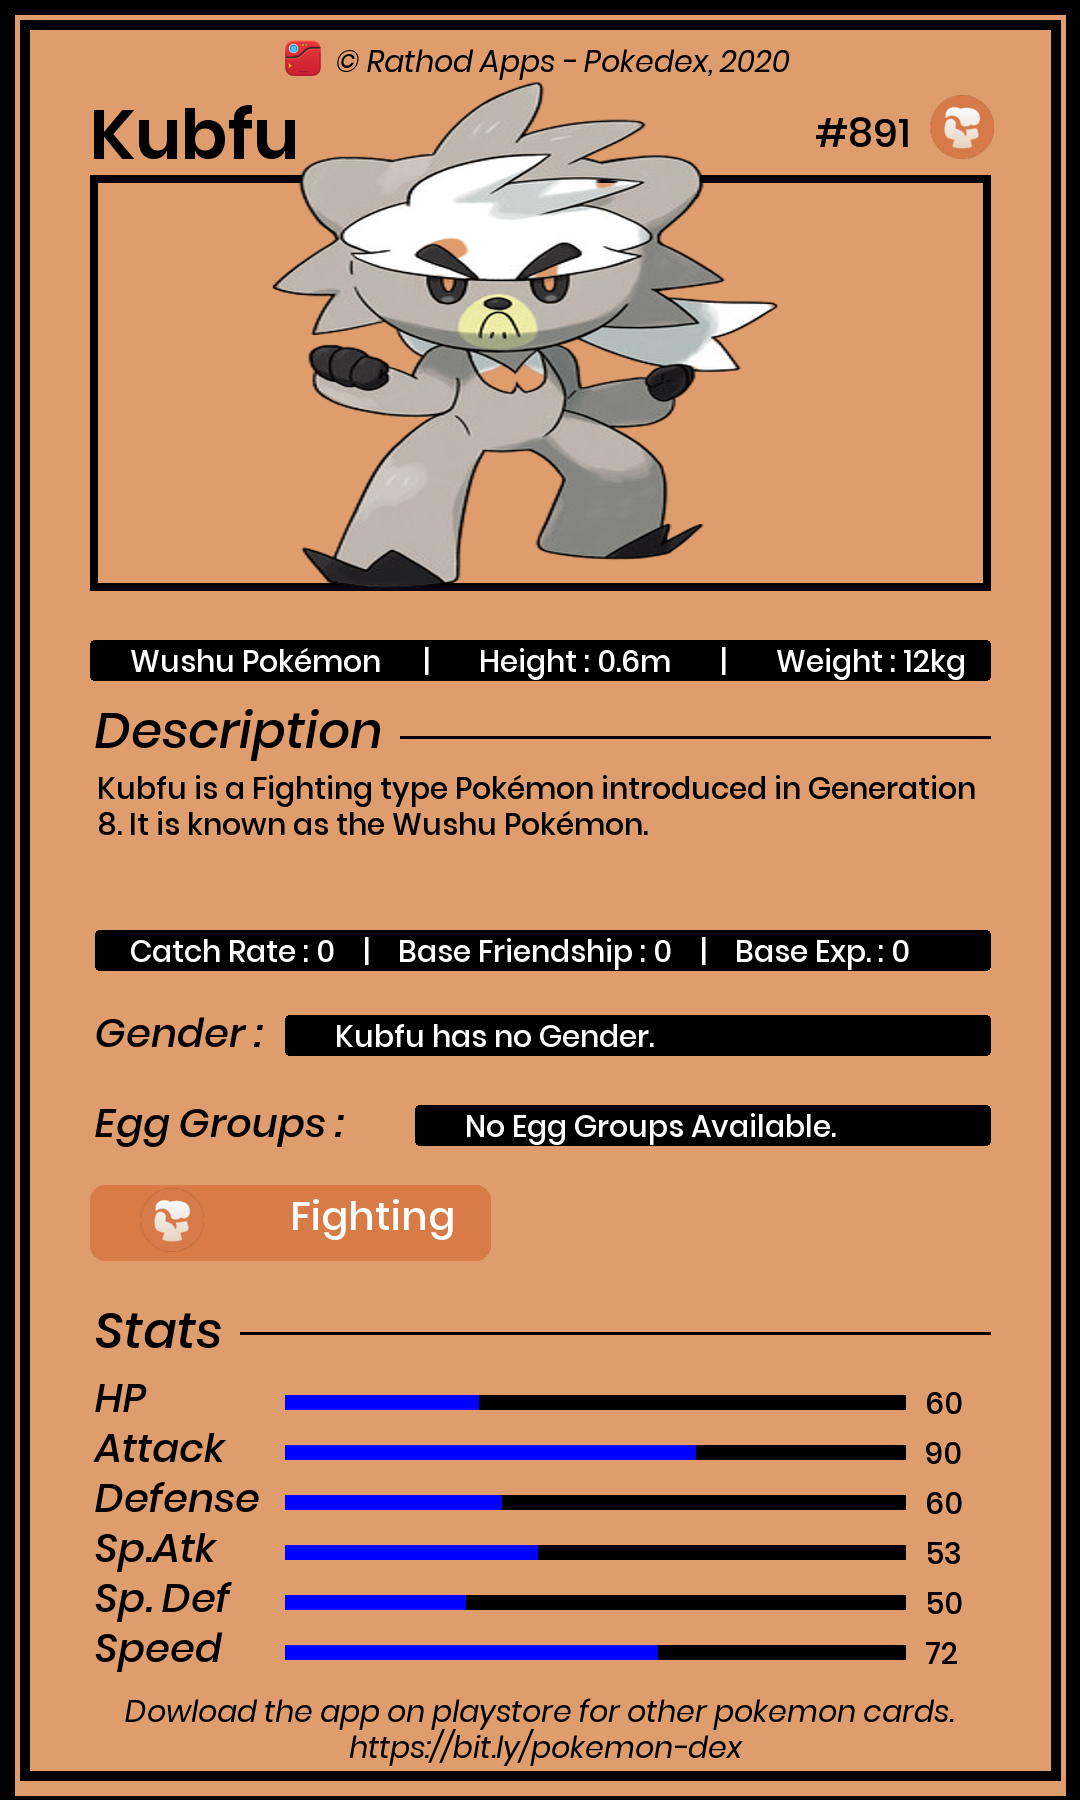 © Rathod Apps - Pokedex, 2020
Kubfu
#891
Wushu Pokémon | Height : 0.6m | Weight : 12kg
Description
Kubfu is a Fighting type Pokémon introduced in Generation
8. It is known as the Wushu Pokémon.
Catch Rate : 0 | Base Friendship : 0 | Base Exp. : 0
Gender : Kubfu has no Gender.
Egg Groups : No Egg Groups Available.
Fighting
Stats
HP 60
Attack 90
Defense 60
Sp.Atk 53
Sp. Def 50
Speed 72
Dowload the app on playstore for other pokemon cards.
https://bit.ly/pokemon-dex